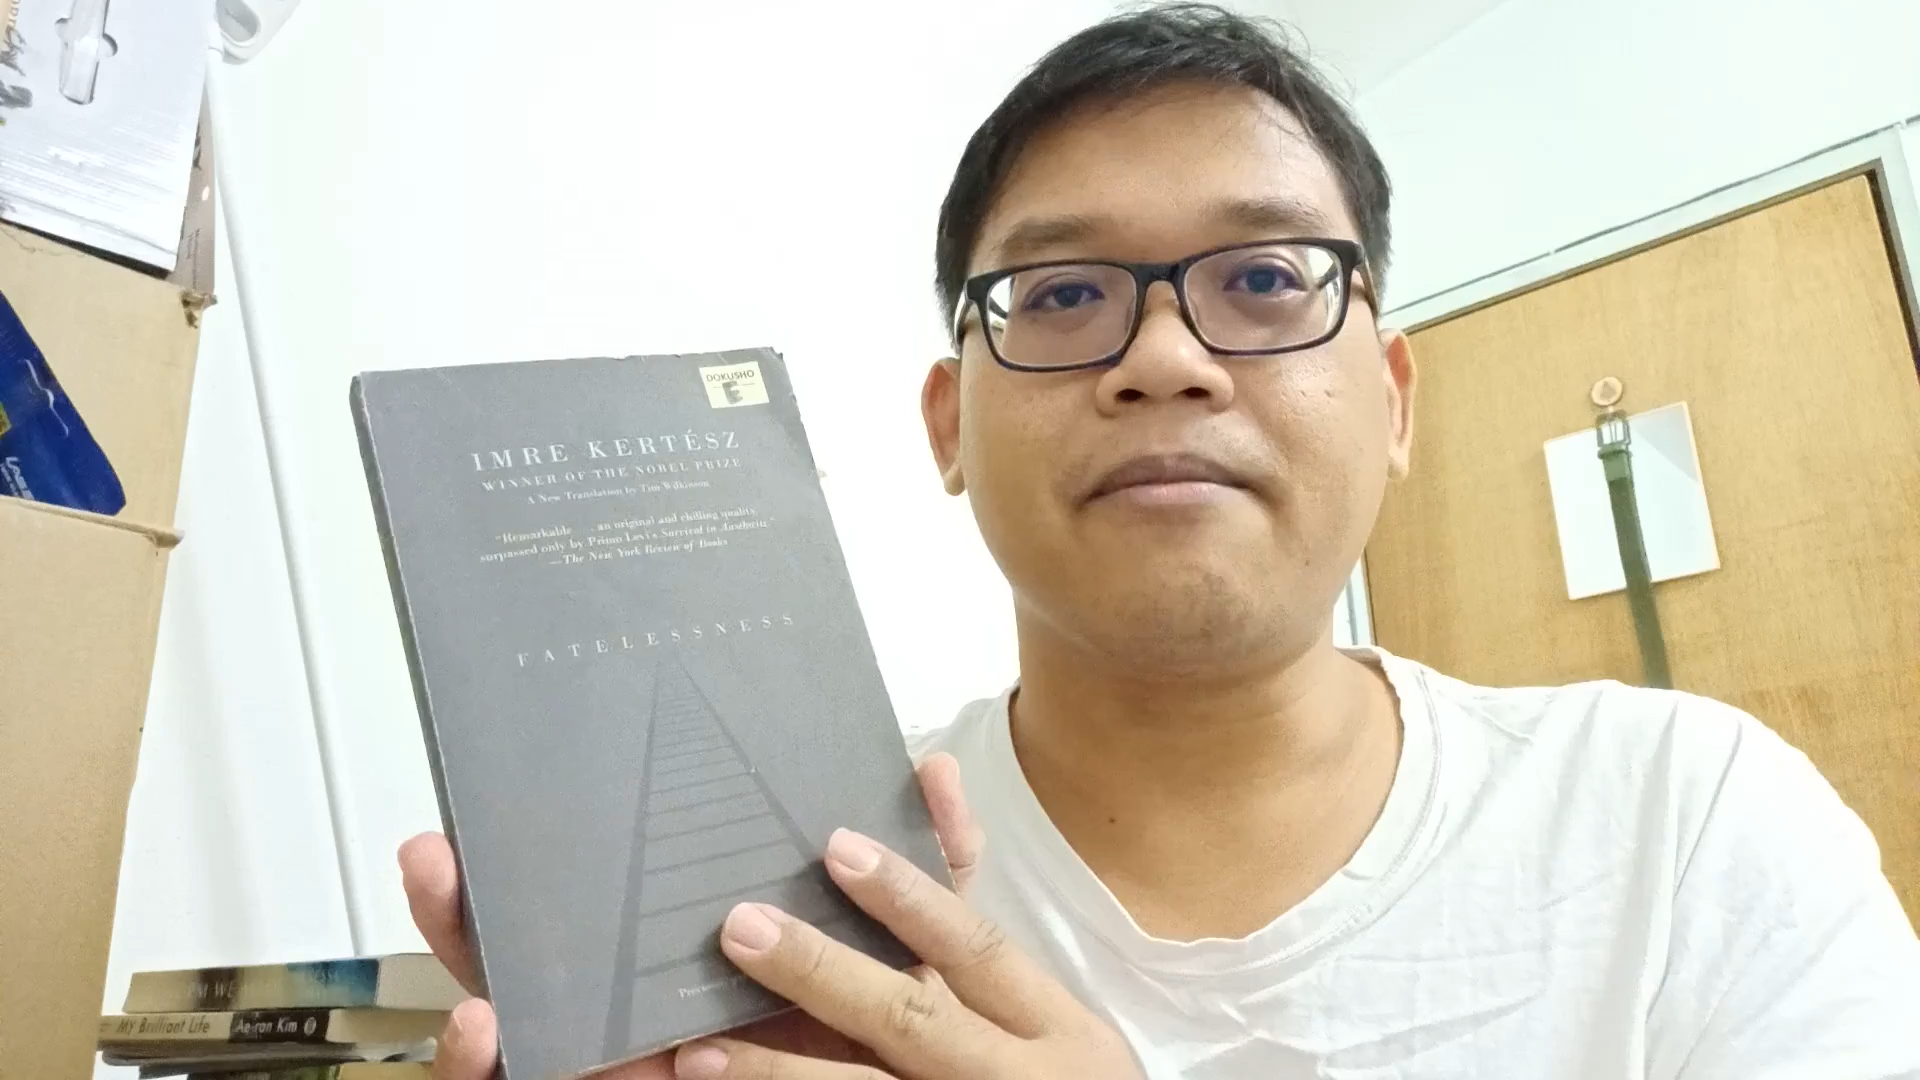 DOKUSHO
E
IMRE KERTÉSZ
WINNER OF THE NOBEL PRIZE
A New Translation by Tim Wilkinson
"Remarkable . . . an original and chilling quality
surpassed only by Primo Levi's Survival in Auschwitz."
—The New York Review of Books
FATELESSNESS
My Brilliant Life Ae-ran Kim